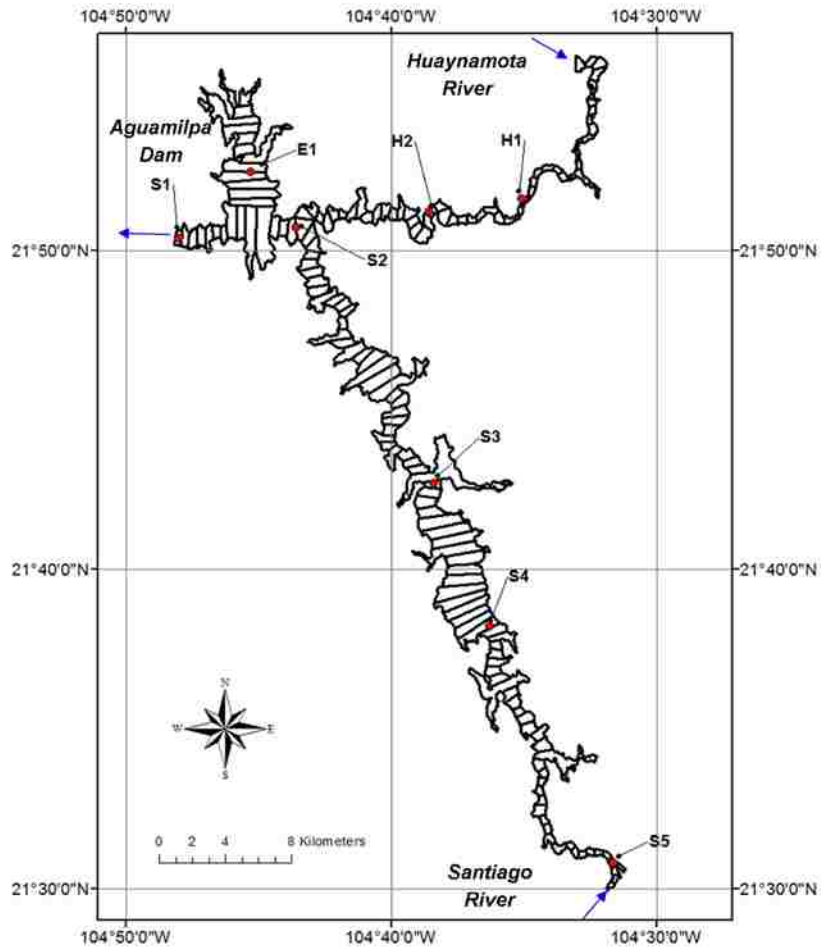 104°50'0"W 104°40'0"W 104°30'0"W
Huaynamota
River
Aguamilpa
Dam
E1
H2
H1
S1
21°50'0"N 21°50'0"N
S2
S3
21°40'0"N 21°40'0"N
S4
N
W E
S
0 2 4 8 Kilometers
S5
Santiago
River
21°30'0"N 21°30'0"N
104°50'0"W 104°40'0"W 104°30'0"W